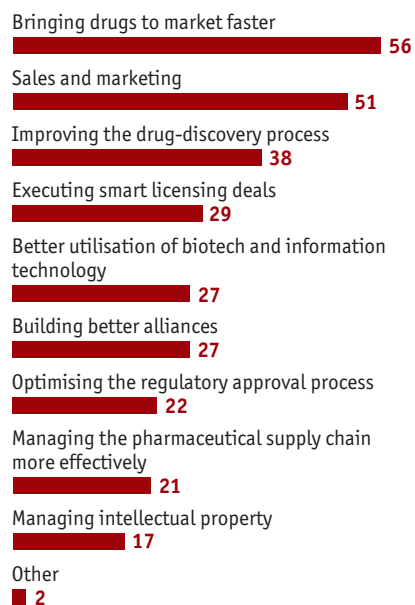 Bringing drugs to market faster
56
Sales and marketing
51
Improving the drug-discovery process
38
Executing smart licensing deals
29
Better utilisation of biotech and information
technology
27
Building better alliances
27
Optimising the regulatory approval process
22
Managing the pharmaceutical supply chain
more effectively
21
Managing intellectual property
17
Other
2